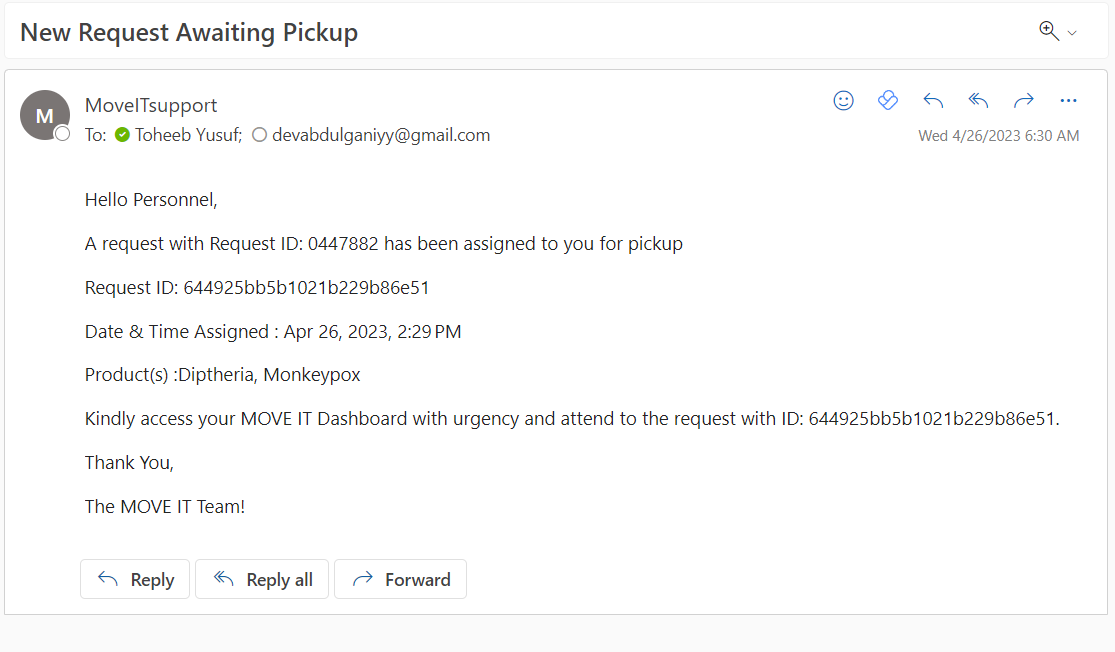 New Request Awaiting Pickup
M
MoveITsupport
To: Toheeb Yusuf; devabdulganiyy@gmail.com
Wed 4/26/2023 6:30 AM
Hello Personnel,
A request with Request ID: 0447882 has been assigned to you for pickup
Request ID: 644925bb5b1021b229b86e51
Date & Time Assigned : Apr 26, 2023, 2:29 PM
Product(s) :Diptheria, Monkeypox
Kindly access your MOVE IT Dashboard with urgency and attend to the request with ID: 644925bb5b1021b229b86e51.
Thank You,
The MOVE IT Team!
Reply Reply all Forward